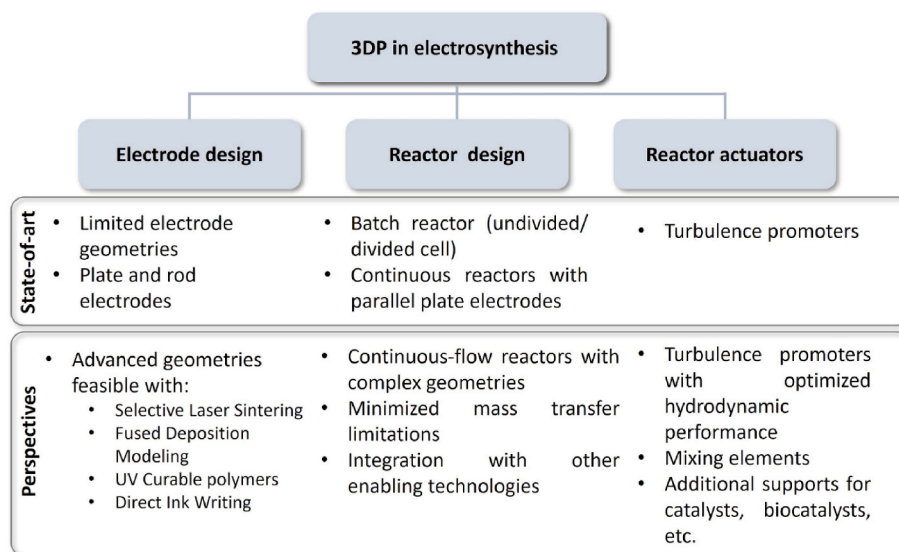 3DP in electrosynthesis
Electrode design
Reactor design
Reactor actuators
State-of-art
• Limited electrode
geometries
• Plate and rod
electrodes
• Batch reactor (undivided/
divided cell)
• Continuous reactors with
parallel plate electrodes
• Turbulence promoters
Perspectives
• Advanced geometries
feasible with:
• Selective Laser Sintering
• Fused Deposition
Modeling
• UV Curable polymers
• Direct Ink Writing
• Continuous-flow reactors with
complex geometries
• Minimized mass transfer
limitations
• Integration with other
enabling technologies
• Turbulence promoters
with optimized
hydrodynamic
performance
• Mixing elements
• Additional supports for
catalysts, biocatalysts,
etc.